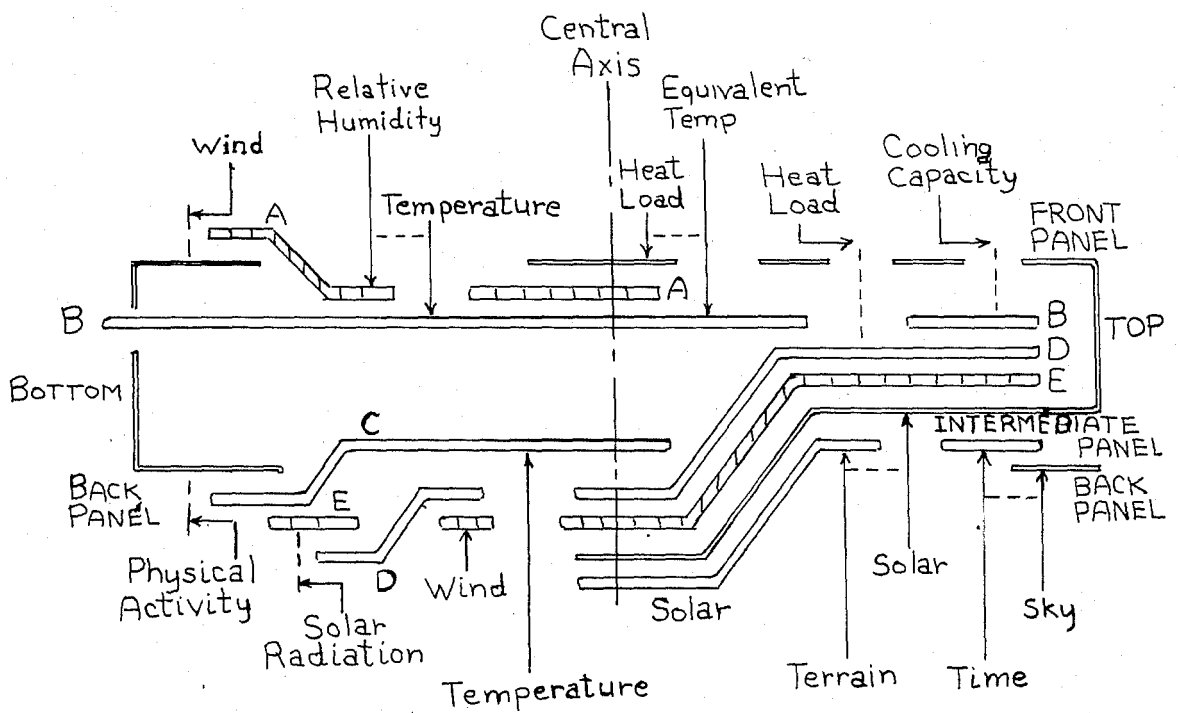 Central
Axis
Relative
Humidity
Equivalent
Temp
Wind
Heat
Load
Heat
Load
Cooling
Capacity
Temperature
A
FRONT
PANEL
A
B
B
TOP
D
E
BOTTOM
C
INTERMEDIATE
PANEL
BACK
PANEL
E
BACK
PANEL
D
Wind
Physical
Activity
Solar
Radiation
Solar
Solar
Sky
Temperature
Terrain
Time